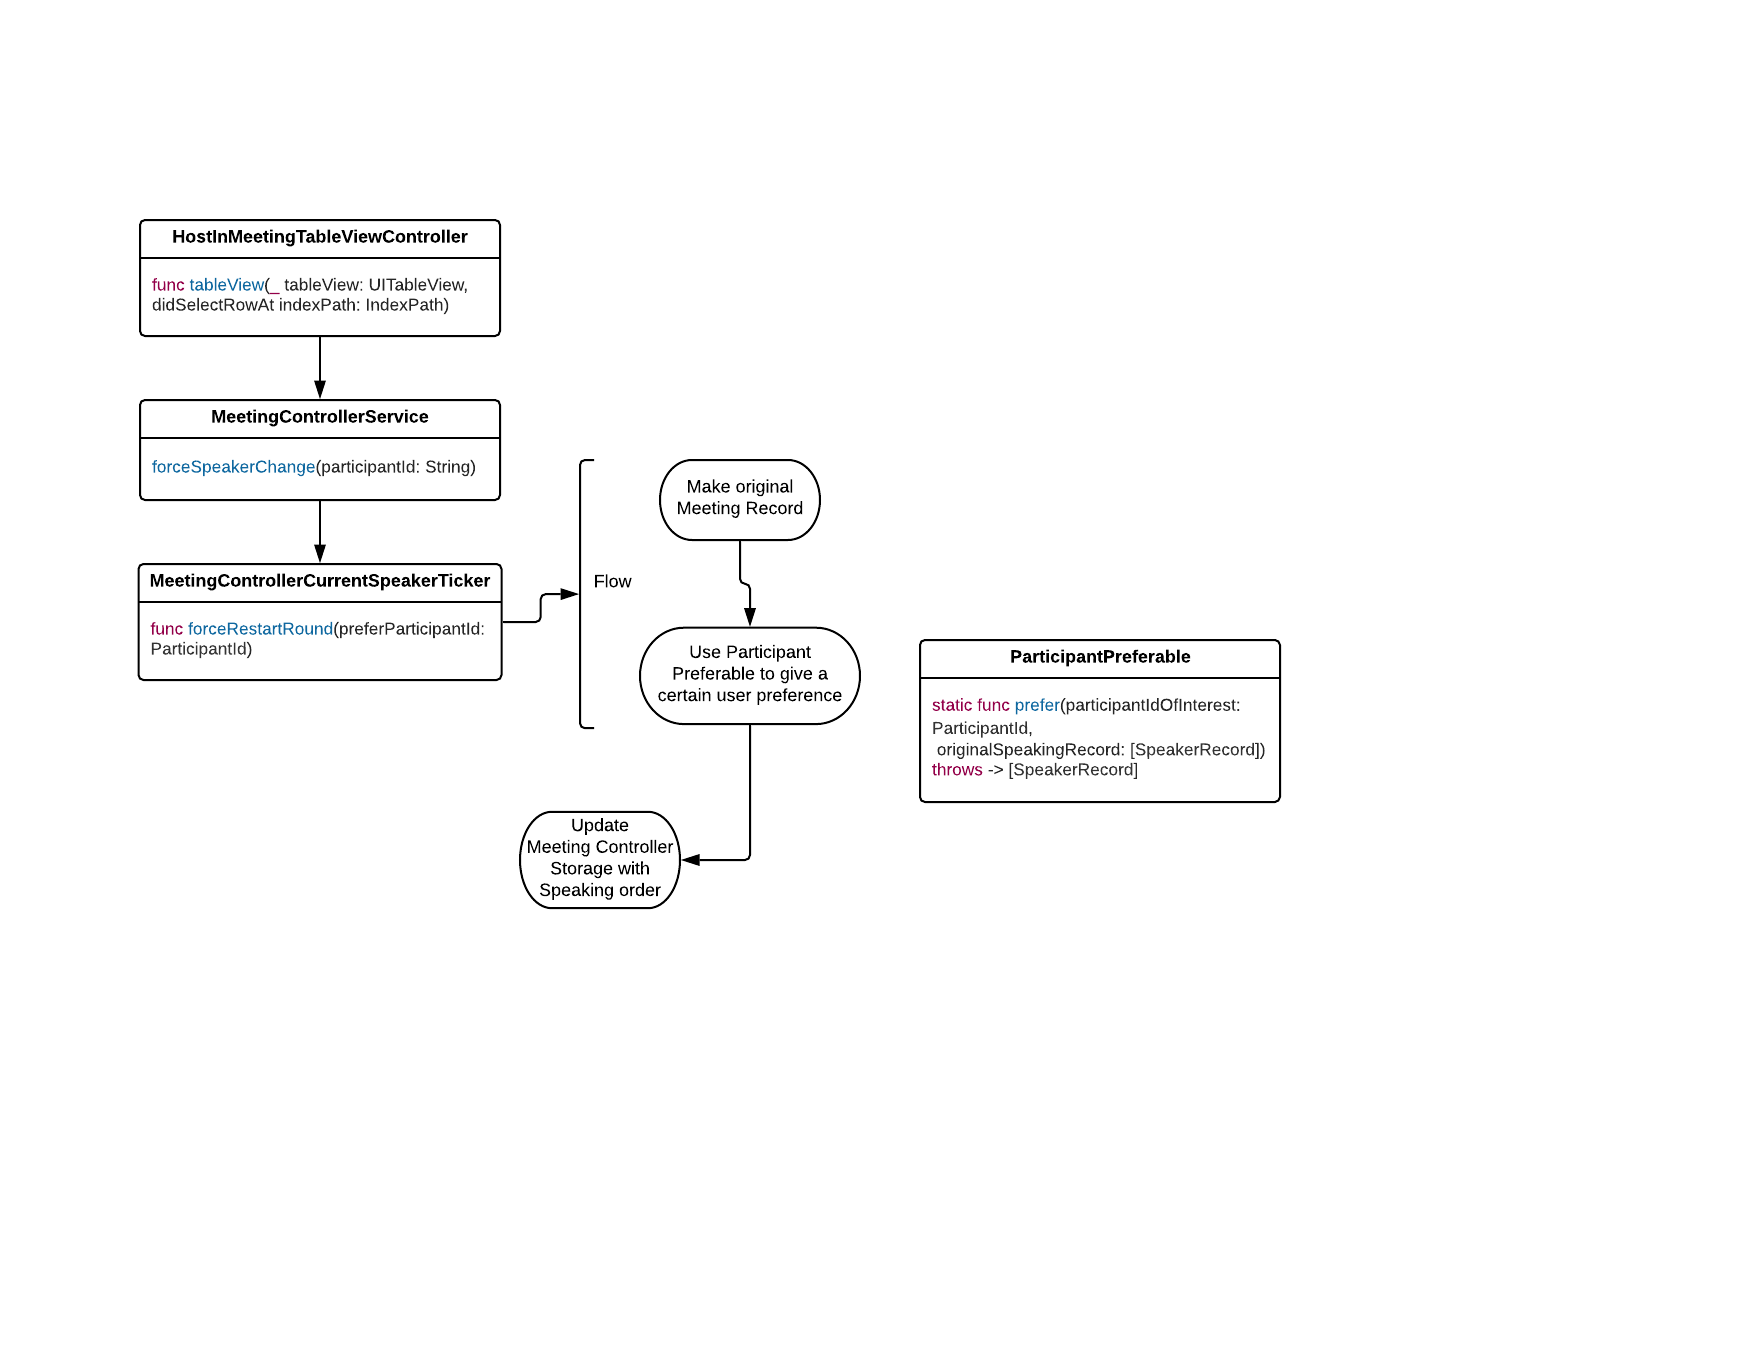 HostInMeetingTableViewController
func tableView(_ tableView: UITableView,
didSelectRowAt indexPath: IndexPath)
MeetingControllerService
forceSpeakerChange(participantId: String)
MeetingControllerCurrentSpeakerTicker
func forceRestartRound(preferParticipantId:
ParticipantId)
Flow
Make original
Meeting Record
Use Participant
Preferable to give a
certain user preference
Update
Meeting Controller
Storage with
Speaking order
ParticipantPreferable
static func prefer(participantIdOfInterest:
ParticipantId,
originalSpeakingRecord: [SpeakerRecord])
throws -> [SpeakerRecord]